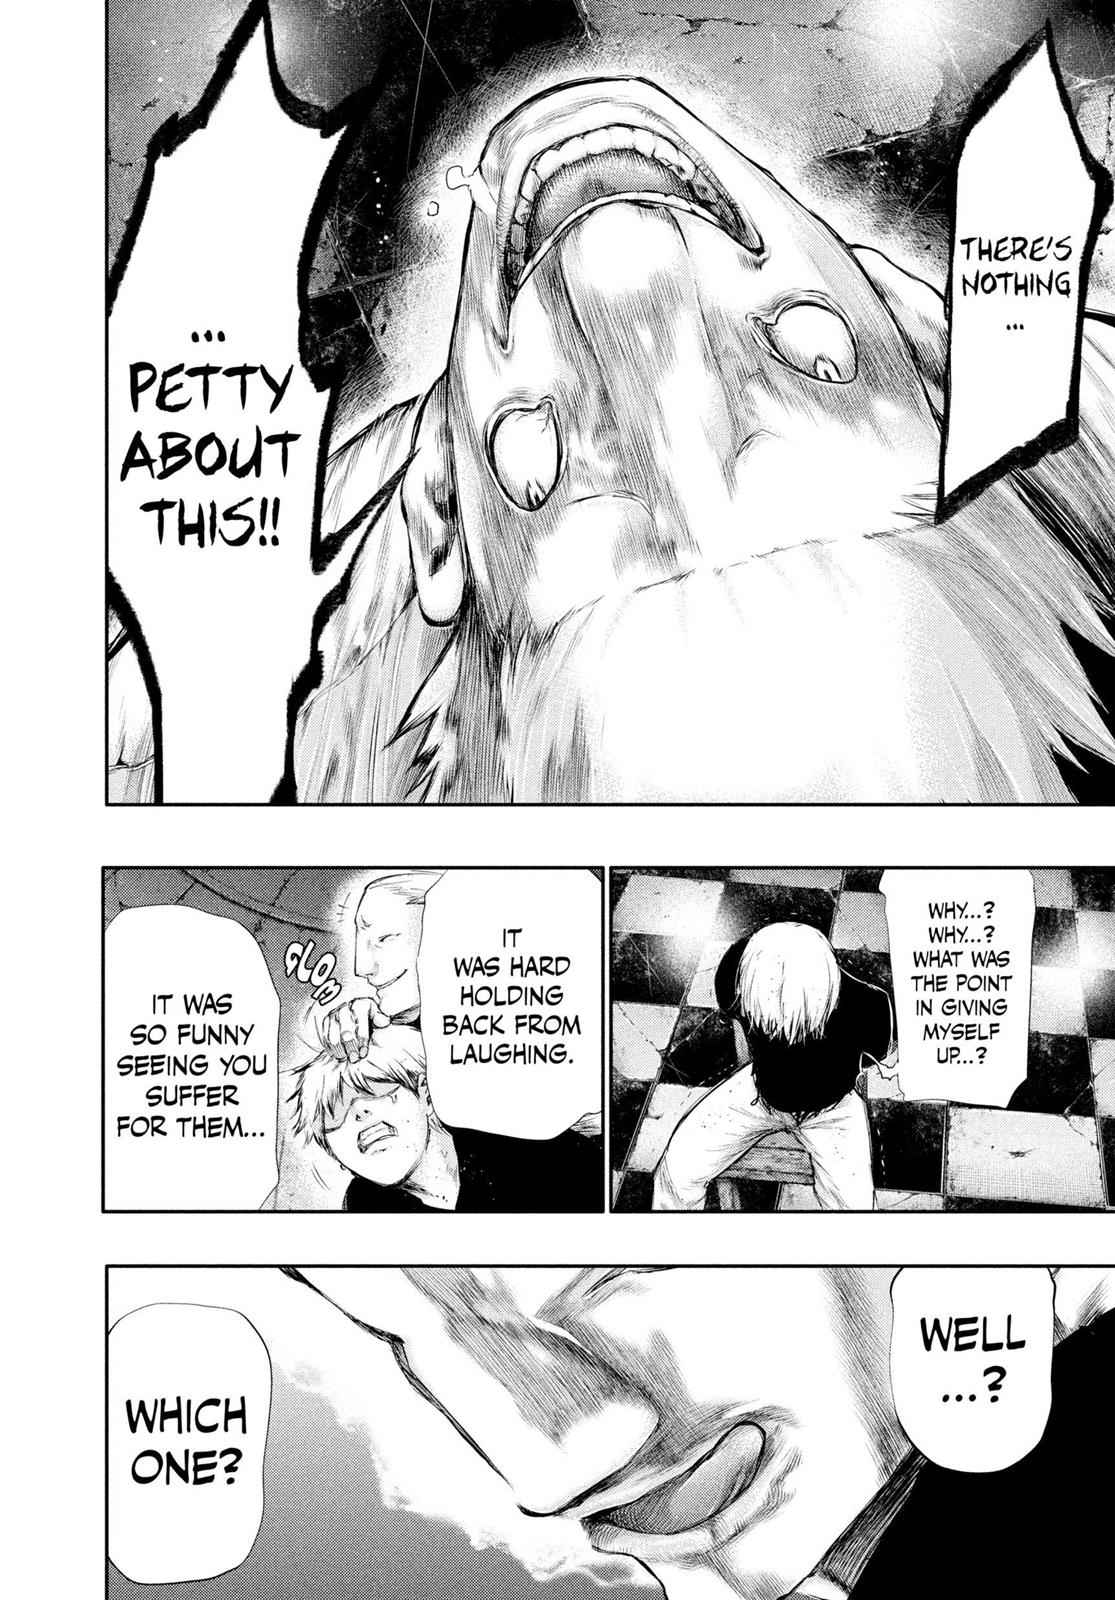 THERE'S
NOTHING
...
...
PETTY
ABOUT
THIS!!
WHY...?
WHY...?
WHAT WAS
THE POINT
IN GIVING
MYSELF
UP...?
IT
WAS HARD
HOLDING
BACK FROM
LAUGHING.
GLOM
IT WAS
SO FUNNY
SEEING YOU
SUFFER
FOR THEM...
WELL
...?
WHICH
ONE?